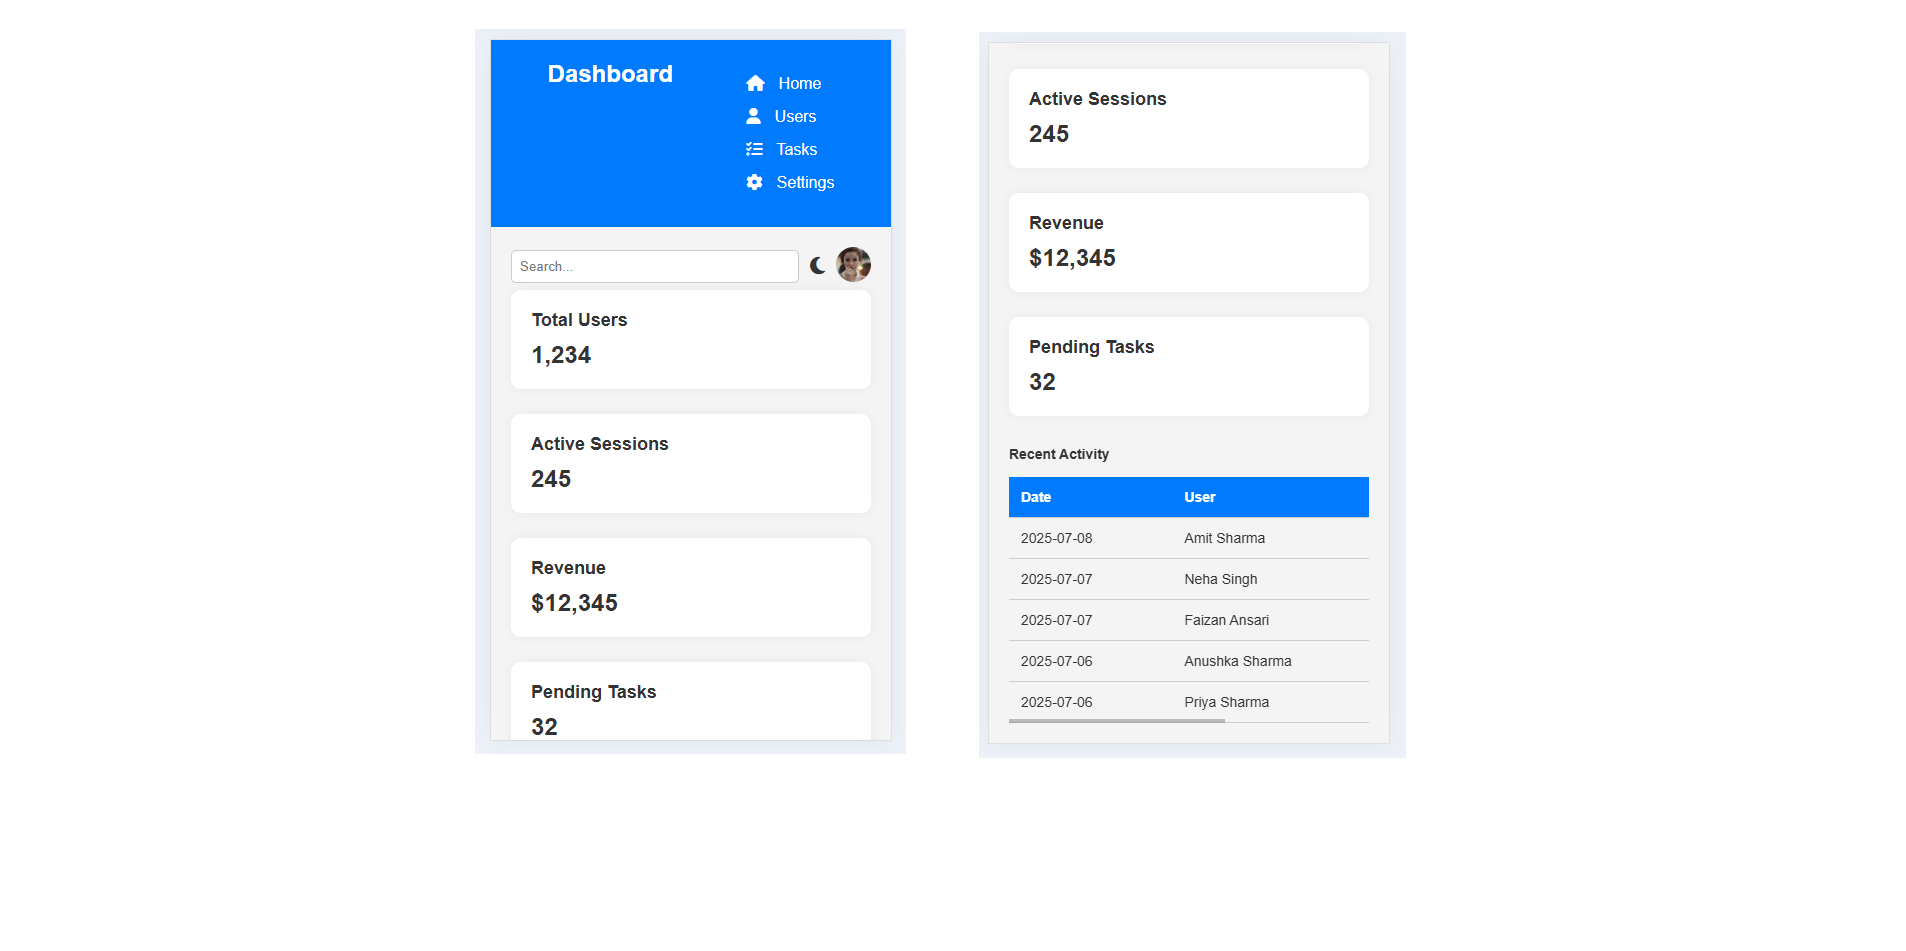 Dashboard
Home
Users
Tasks
Settings
Search...
Total Users
1,234
Active Sessions
245
Revenue
$12,345
Pending Tasks
32
Active Sessions
245
Revenue
$12,345
Pending Tasks
32
Recent Activity
Date User
2025-07-08 Amit Sharma
2025-07-07 Neha Singh
2025-07-07 Faizan Ansari
2025-07-06 Anushka Sharma
2025-07-06 Priya Sharma